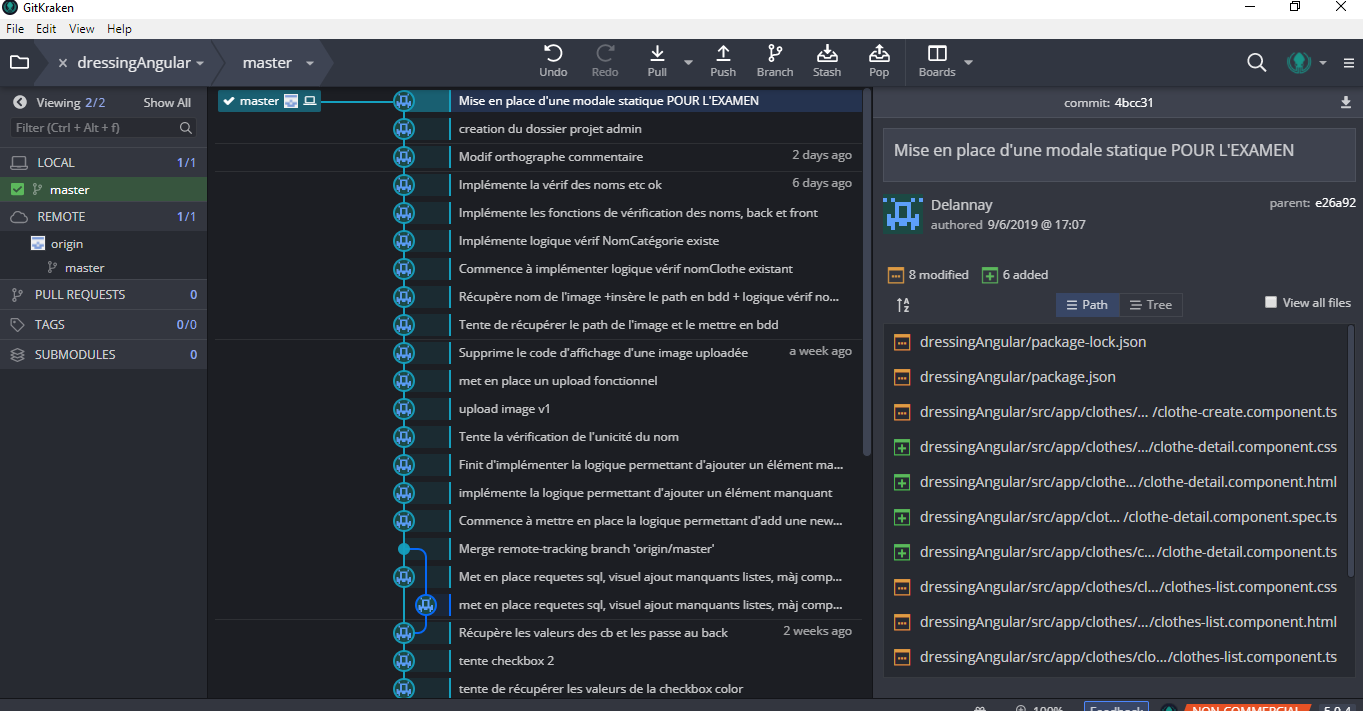 GitKraken
File Edit View Help
dressingAngular
master
Undo
Redo
Pull
Push
Branch
Stash
Pop
Boards
Viewing 2/2 Show All
Filter (Ctrl + Alt + f)
LOCAL 1/1
master
REMOTE 1/1
origin
master
PULL REQUESTS 0
TAGS 0/0
SUBMODULES 0
master
Mise en place d'une modale statique POUR L'EXAMEN
creation du dossier projet admin
Modif orthographe commentaire 2 days ago
Implémente la vérif des noms etc ok 6 days ago
Implémente les fonctions de vérification des noms, back et front
Implémente logique vérif NomCatégorie existe
Commence à implémenter logique vérif nomClothe existant
Récupère nom de l'image +insère le path en bdd + logique vérif no...
Tente de récupérer le path de l'image et le mettre en bdd
Supprime le code d'affichage d'une image uploadée a week ago
met en place un upload fonctionnel
upload image v1
Tente la vérification de l'unicité du nom
Finit d'implémenter la logique permettant d'ajouter un élément ma...
implémente la logique permettant d'ajouter un élément manquant
Commence à mettre en place la logique permettant d'add une new...
Merge remote-tracking branch 'origin/master'
Met en place requetes sql, visuel ajout manquants listes, màj comp...
met en place requetes sql, visuel ajout manquants listes, màj comp...
Récupère les valeurs des cb et les passe au back 2 weeks ago
tente checkbox 2
tente de récupérer les valeurs de la checkbox color
commit: 4bcc31
Mise en place d'une modale statique POUR L'EXAMEN
Delannay
authored 9/6/2019 @ 17:07
parent: e26a92
8 modified 6 added
Path Tree
View all files
dressingAngular/package-lock.json
dressingAngular/package.json
dressingAngular/src/app/clothes/... /clothe-create.component.ts
dressingAngular/src/app/clothes/.../clothe-detail.component.css
dressingAngular/src/app/clothe... /clothe-detail.component.html
dressingAngular/src/app/clot... /clothe-detail.component.spec.ts
dressingAngular/src/app/clothes/c.../clothe-detail.component.ts
dressingAngular/src/app/clothes/cl.../clothes-list.component.css
dressingAngular/src/app/clothes/.../clothes-list.component.html
dressingAngular/src/app/clothes/clo.../clothes-list.component.ts
100%
Feedback
NON-COMMERCIAL
5.0.4